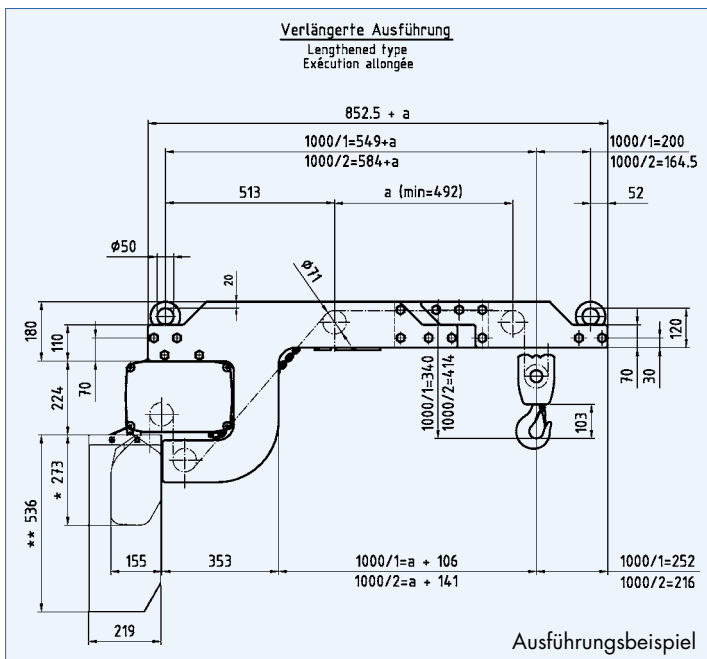 Verlängerte Ausführung
Lengthened type
Exécution allongée
852.5 + a
1000/1=549+a
1000/2=584+a
1000/1=200
1000/2=164.5
513
a (min=492)
52
Ø50
20
Ø71
180
110
70
224
* 273
** 536
1000/1=340
1000/2=414
103
120
70
30
155
353
1000/1=a + 106
1000/2=a + 141
1000/1=252
1000/2=216
219
Ausführungsbeispiel